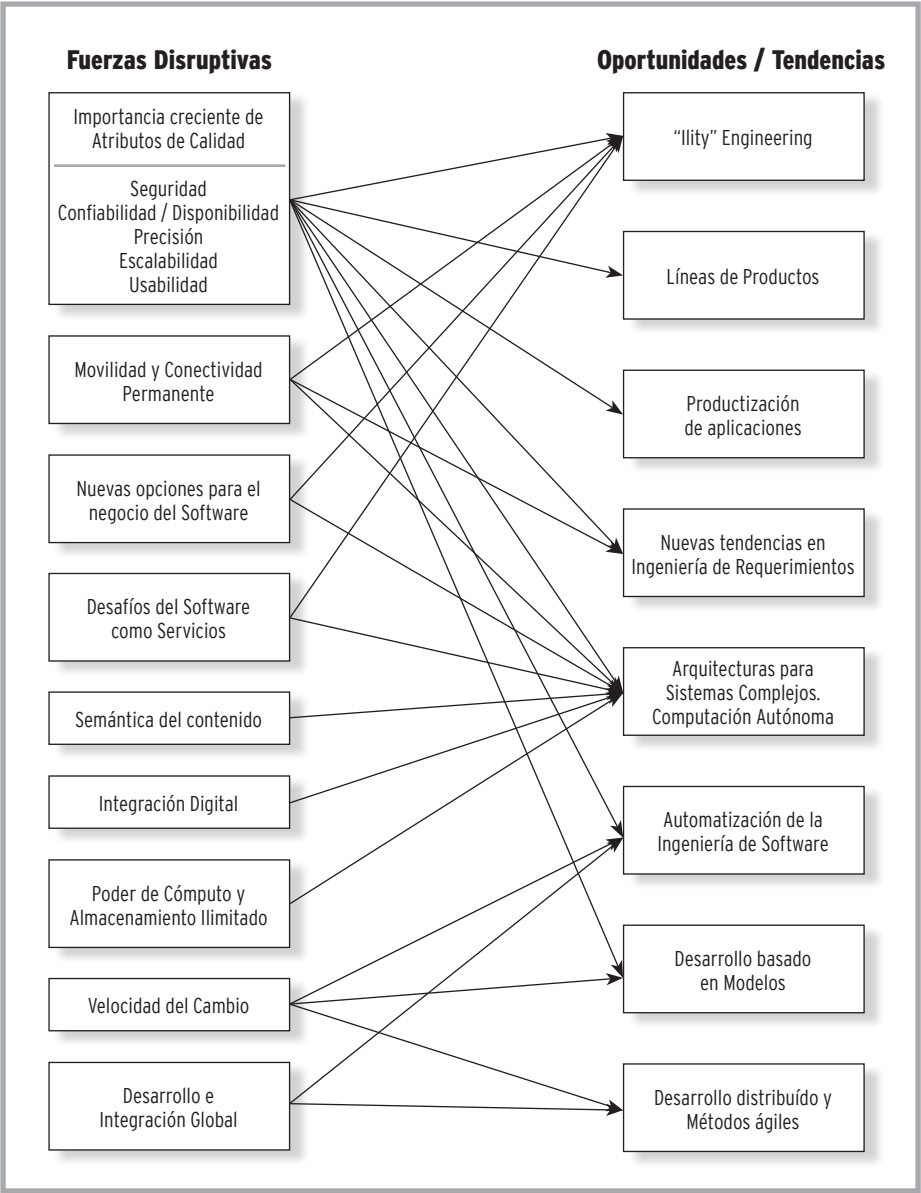 Fuerzas Disruptivas
Importancia creciente de
Atributos de Calidad
Seguridad
Confiabilidad / Disponibilidad
Precisión
Escalabilidad
Usabilidad
Movilidad y Conectividad
Permanente
Nuevas opciones para el
negocio del Software
Desafíos del Software
como Servicios
Semántica del contenido
Integración Digital
Poder de Cómputo y
Almacenamiento Ilimitado
Velocidad del Cambio
Desarrollo e
Integración Global
Oportunidades / Tendencias
“Ility” Engineering
Líneas de Productos
Productización
de aplicaciones
Nuevas tendencias en
Ingeniería de Requerimientos
Arquitecturas para
Sistemas Complejos.
Computación Autónoma
Automatización de la
Ingeniería de Software
Desarrollo basado
en Modelos
Desarrollo distribuído y
Métodos ágiles